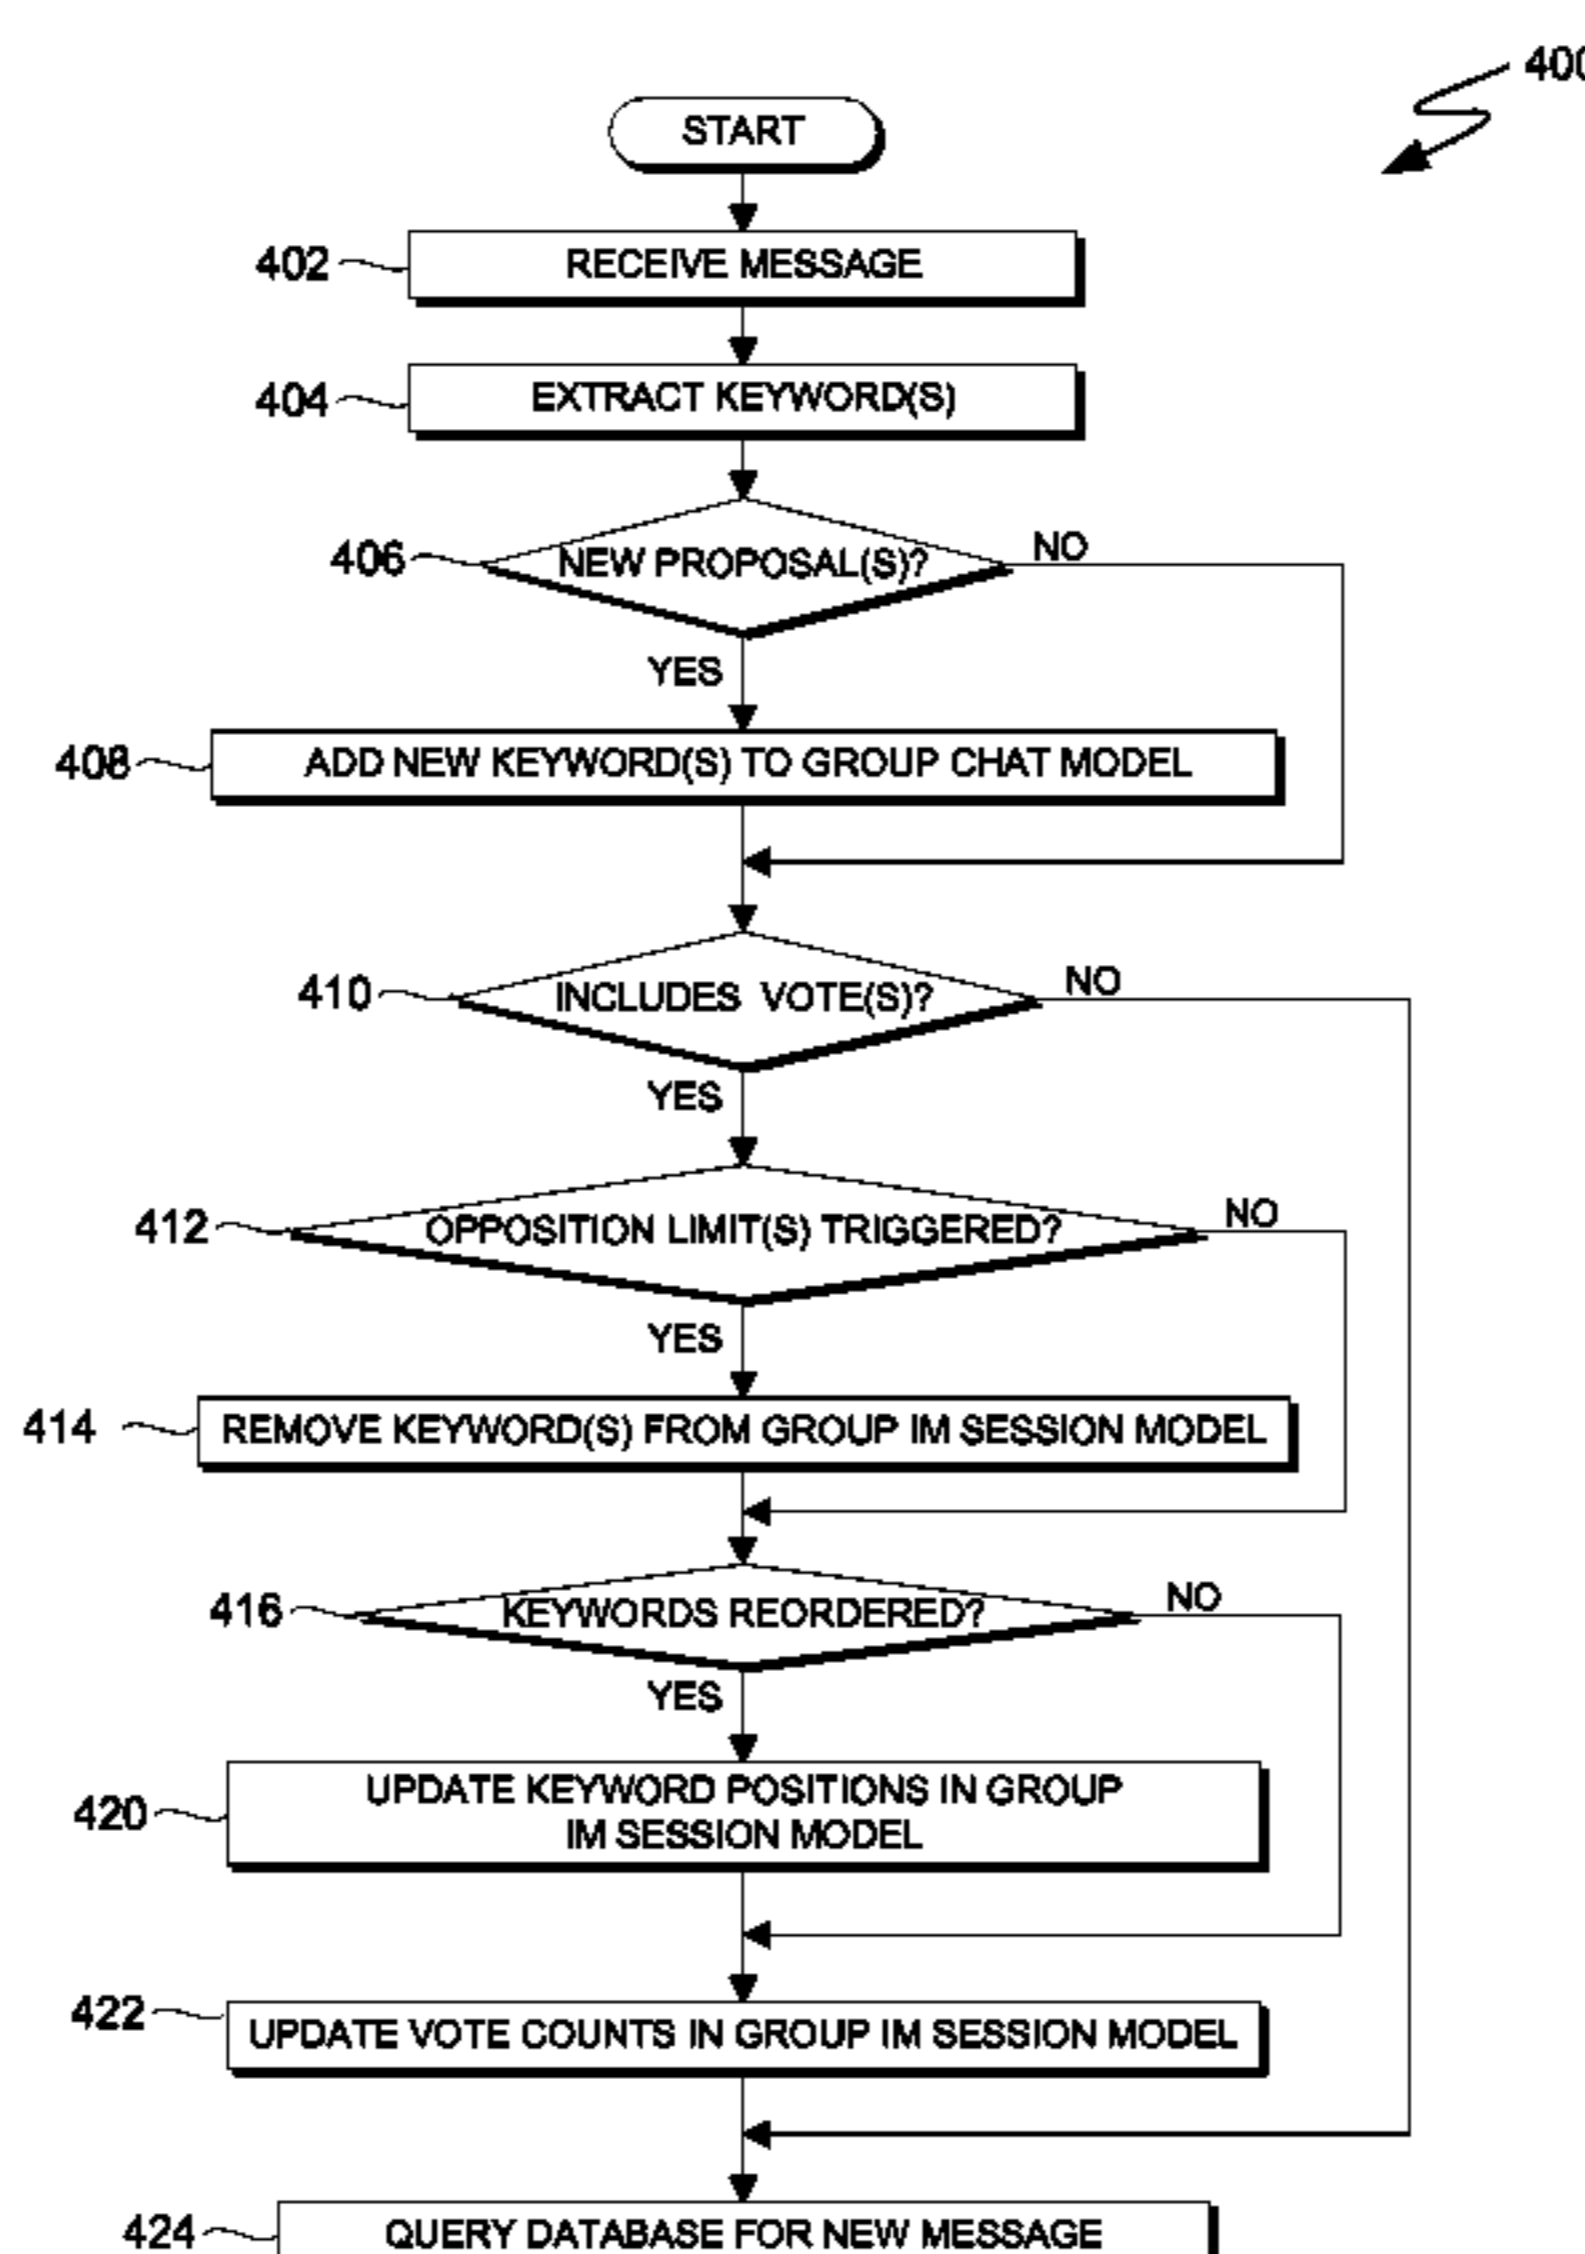 400
START
402
RECEIVE MESSAGE
404
EXTRACT KEYWORD(S)
406
NEW PROPOSAL(S)?
NO
YES
408
ADD NEW KEYWORD(S) TO GROUP CHAT MODEL
410
INCLUDES VOTE(S)?
NO
YES
412
OPPOSITION LIMIT(S) TRIGGERED?
NO
YES
414
REMOVE KEYWORD(S) FROM GROUP IM SESSION MODEL
416
KEYWORDS REORDERED?
NO
YES
420
UPDATE KEYWORD POSITIONS IN GROUP
IM SESSION MODEL
422
UPDATE VOTE COUNTS IN GROUP IM SESSION MODEL
424
QUERY DATABASE FOR NEW MESSAGE